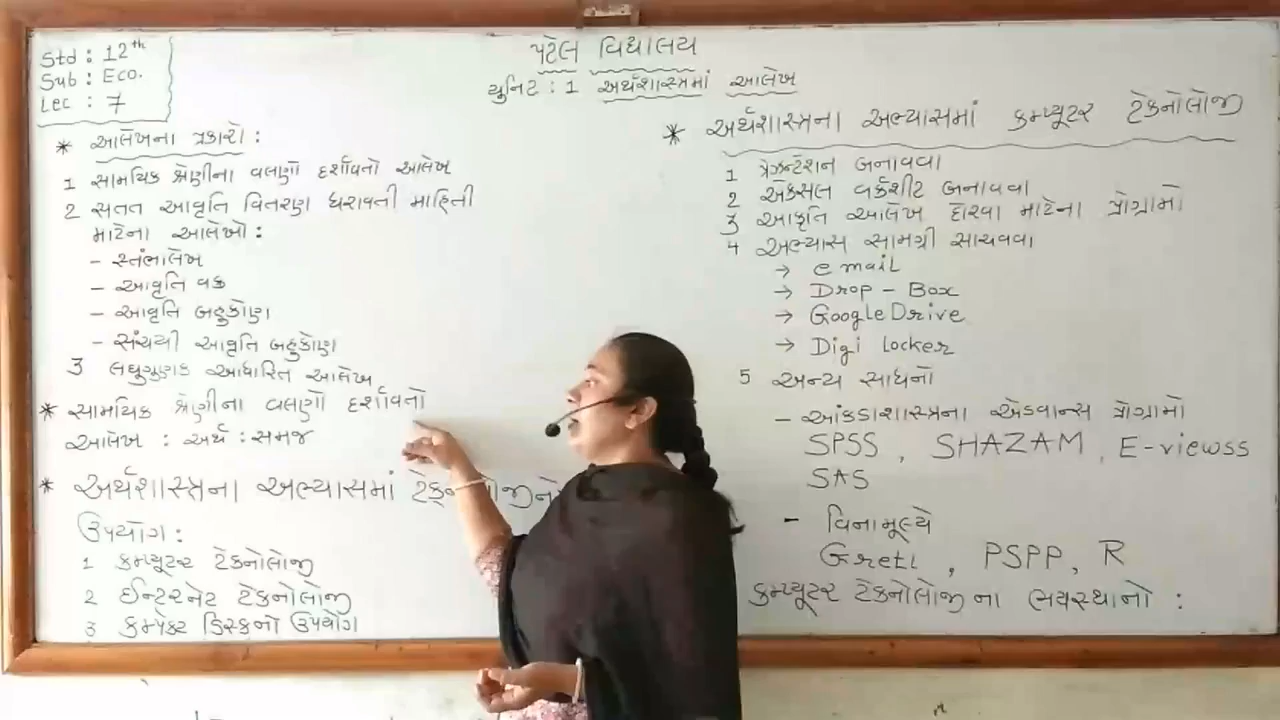 Std : 12th
Sub : Eco.
Lec : 7
પટેલ વિદ્યાલય
યુનિટ : 1 અર્થશાસ્ત્રમાં આલેખ
* આલેખના પ્રકારો :
1 સામયિક શ્રેણીના વલણો દર્શાવતો આલેખ
2 સતત આવૃતિ વિતરણ ધરાવતી માહિતી
માટેના આલેખો :
- સ્તંભાલેખ
- આવૃતિ વક્ર
- આવૃતિ બહુકોણ
- સંચયી આવૃતિ બહુકોણ
3 લઘુગુણક આધારિત આલેખ
* સામયિક શ્રેણીના વલણો દર્શાવતો
આલેખ : અર્થ : સમજ
* અર્થશાસ્ત્રના અભ્યાસમાં
ઉપયોગ :
1 કમ્પ્યૂટર ટેકનોલોજી
2 ઈન્ટરનેટ ટેકનોલોજી
3 કમ્પેક્ટ ડિસ્કનો ઉપયોગ
* અર્થશાસ્ત્રના અભ્યાસમાં કમ્પ્યૂટર ટેકનોલોજી
1 પ્રેઝન્ટેશન બનાવવા
2 એક્સલ વર્કશીટ બનાવવા
3 આકૃતિ આલેખ દોરવા માટેના પ્રોગ્રામો
4 અભ્યાસ સામગ્રી સાચવવા
→ email
→ Drop - Box
→ Google Drive
→ Digi locker
5 અન્ય સાધનો
- આંકડાશાસ્ત્રના એડવાન્સ પ્રોગ્રામો
SPSS , SHAZAM , E-viewss
SAS
- વિનામૂલ્યે
Gretl , PSPP, R
કમ્પ્યૂટર ટેકનોલોજી ના ભયસ્થાનો :